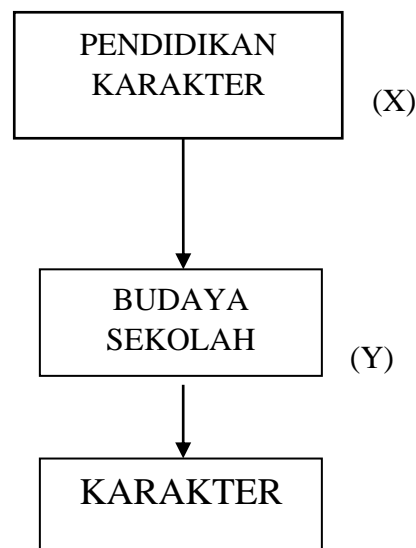 PENDIDIKAN
KARAKTER
(X)
BUDAYA
SEKOLAH
(Y)
KARAKTER